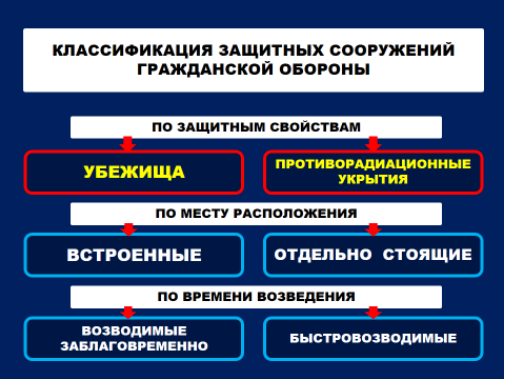 КЛАССИФИКАЦИЯ ЗАЩИТНЫХ СООРУЖЕНИЙ
ГРАЖДАНСКОЙ ОБОРОНЫ
ПО ЗАЩИТНЫМ СВОЙСТВАМ
УБЕЖИЩА
ПРОТИВОРАДИАЦИОННЫЕ
УКРЫТИЯ
ПО МЕСТУ РАСПОЛОЖЕНИЯ
ВСТРОЕННЫЕ
ОТДЕЛЬНО СТОЯЩИЕ
ПО ВРЕМЕНИ ВОЗВЕДЕНИЯ
ВОЗВОДИМЫЕ
ЗАБЛАГОВРЕМЕННО
БЫСТРОВОЗВОДИМЫЕ